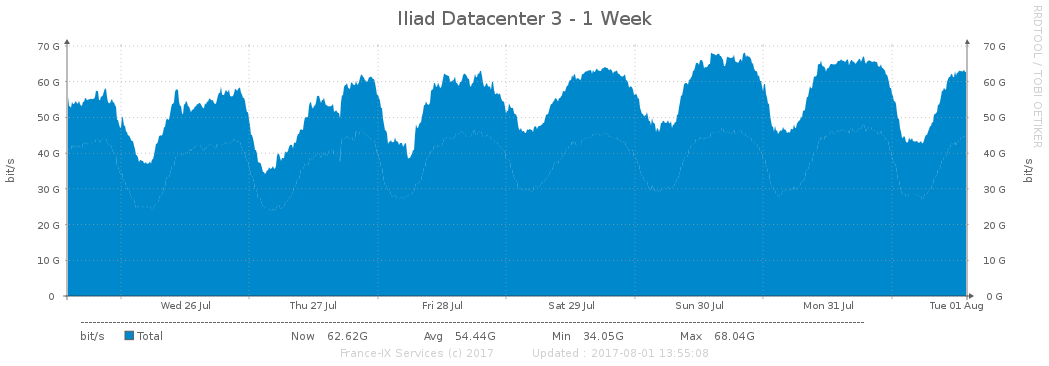 Iliad Datacenter 3 - 1 Week
RRDTOOL / TOBI OETIKER
70 G 70 G
60 G 60 G
50 G 50 G
40 G 40 G
30 G 30 G
20 G 20 G
10 G 10 G
0 0 G
bit/s bit/s
Wed 26 Jul Thu 27 Jul Fri 28 Jul Sat 29 Jul Sun 30 Jul Mon 31 Jul Tue 01 Aug
bit/s Total Now 62.62G Avg 54.44G Min 34.05G Max 68.04G
France-IX Services (c) 2017 Updated : 2017-08-01 13:55:08